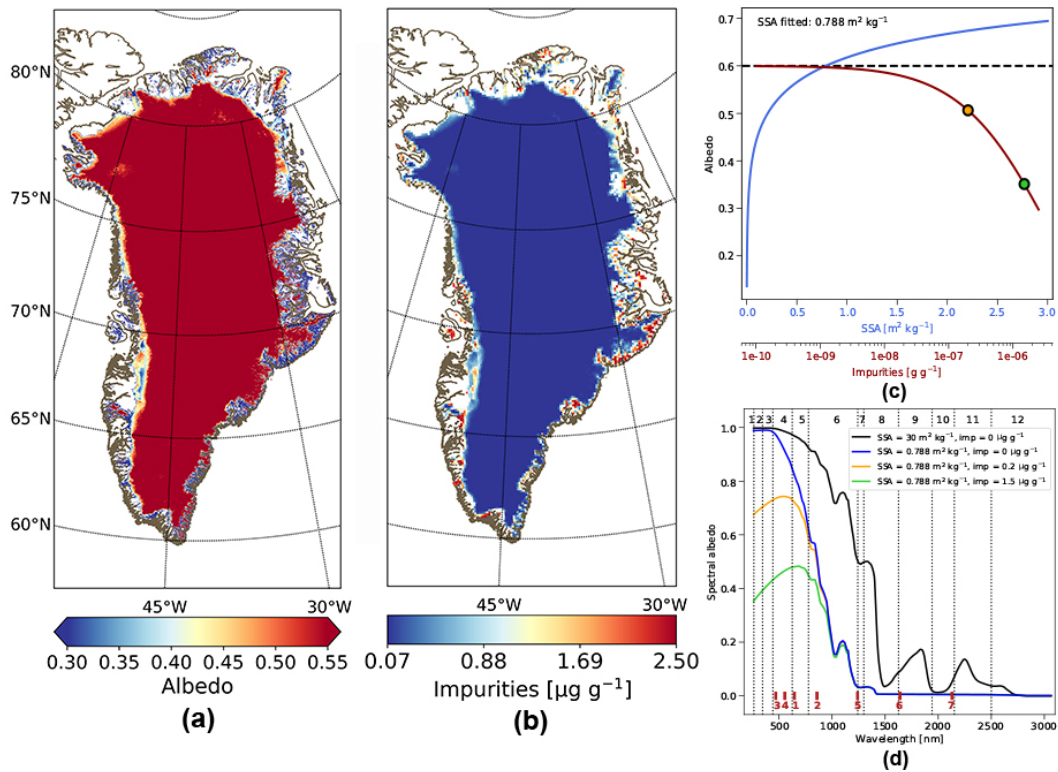 80°N
75°N
70°N
65°N
60°N
45°W
30°W
0.30 0.35 0.40 0.45 0.50 0.55
Albedo
(a)
45°W
30°W
0.07 0.88 1.69 2.50
Impurities [µg g⁻¹]
(b)
SSA fitted: 0.788 m² kg⁻¹
Albedo
0.7
0.6
0.5
0.4
0.3
0.2
0.0 0.5 1.0 1.5 2.0 2.5 3.0
SSA [m² kg⁻¹]
1e-10 1e-09 1e-08 1e-07 1e-06
Impurities [g g⁻¹]
(c)
1 2 3 4 5 6 7 8 9 10 11 12
SSA = 30 m² kg⁻¹, imp = 0 µg g⁻¹
SSA = 0.788 m² kg⁻¹, imp = 0 µg g⁻¹
SSA = 0.788 m² kg⁻¹, imp = 0.2 µg g⁻¹
SSA = 0.788 m² kg⁻¹, imp = 1.5 µg g⁻¹
Spectral albedo
1.0
0.8
0.6
0.4
0.2
0.0
3 4 1 2 5 6 7
500 1000 1500 2000 2500 3000
Wavelength [nm]
(d)